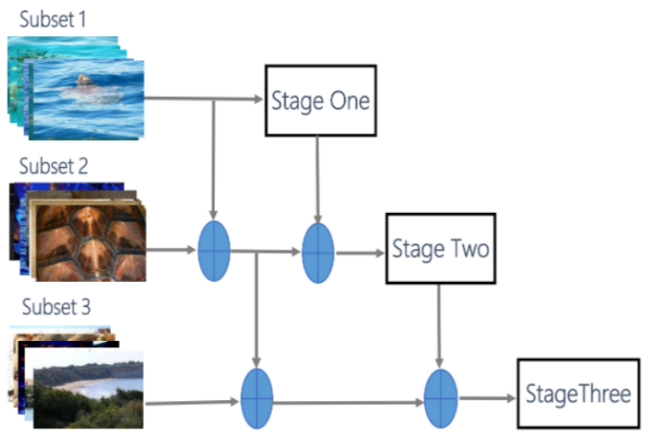 Subset 1
Stage One
Subset 2
Stage Two
Subset 3
StageThree